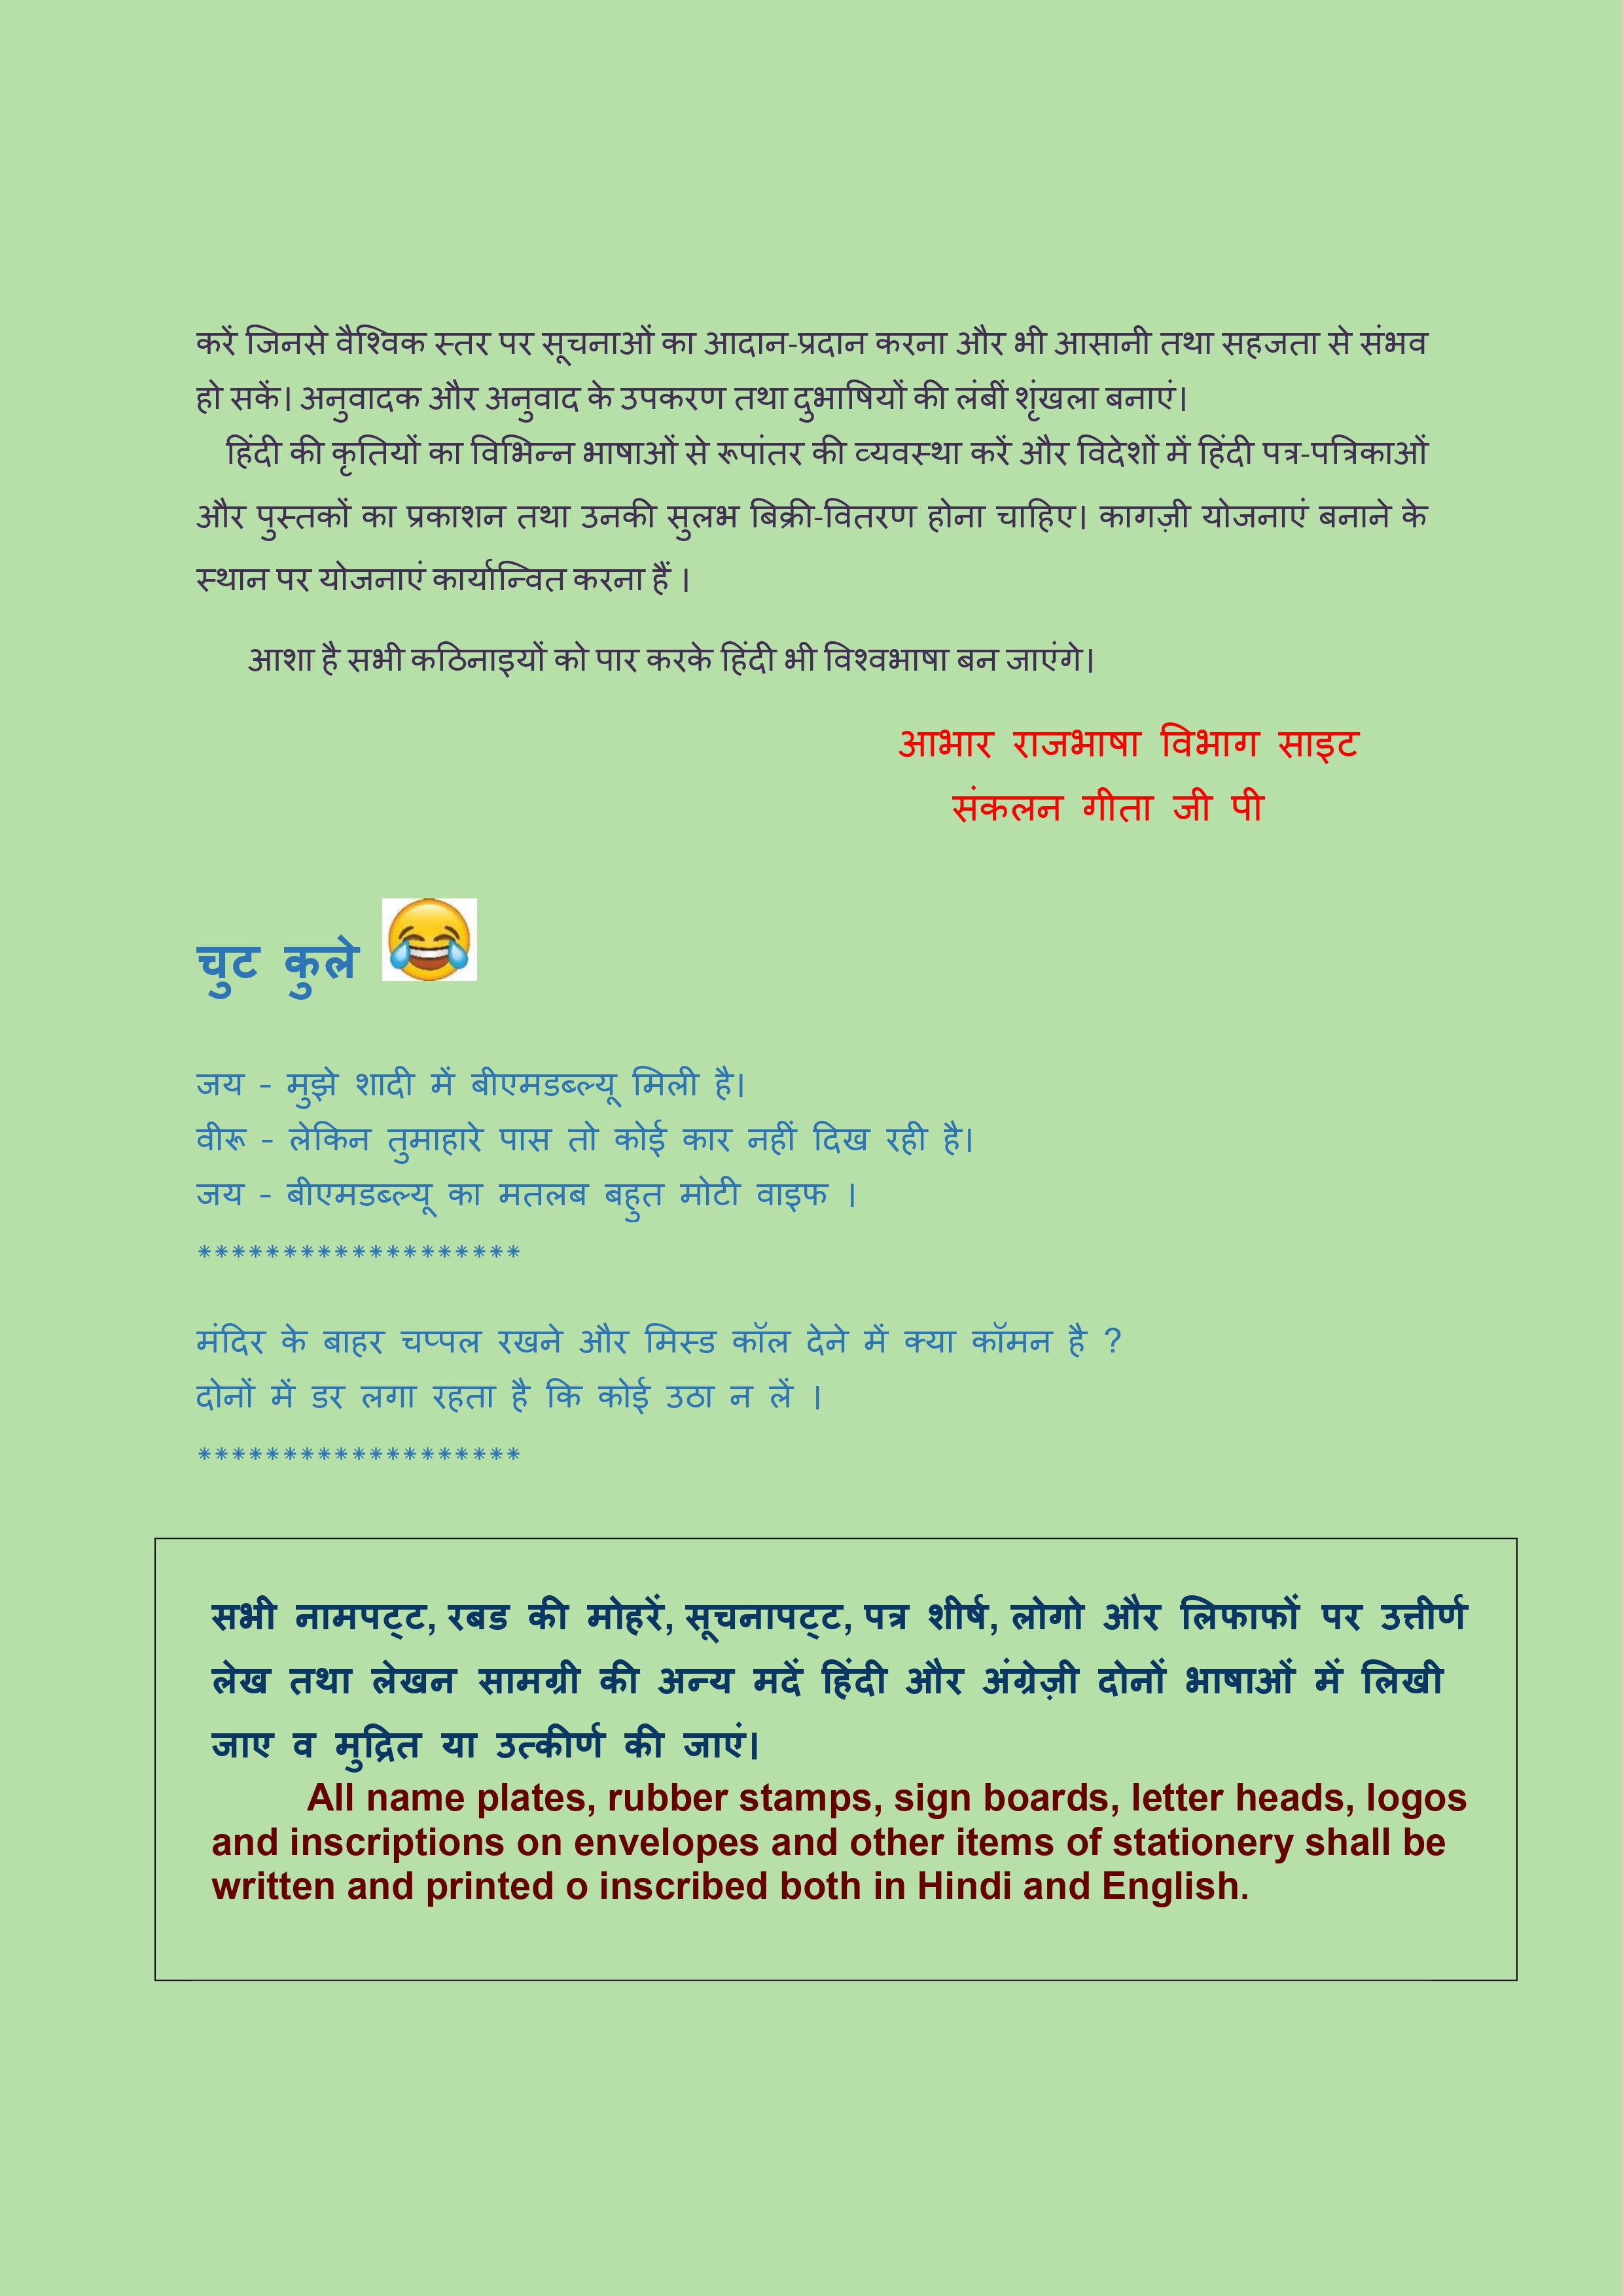 करें जिनसे वैश्विक स्तर पर सूचनाओं का आदान-प्रदान करना और भी आसानी तथा सहजता से संभव
हो सकें। अनुवादक और अनुवाद के उपकरण तथा दुभाषियों की लंबीं शृंखला बनाएं।
हिंदी की कृतियों का विभिन्न भाषाओं से रूपांतर की व्यवस्था करें और विदेशों में हिंदी पत्र-पत्रिकाओं
और पुस्तकों का प्रकाशन तथा उनकी सुलभ बिक्री-वितरण होना चाहिए। कागज़ी योजनाएं बनाने के
स्थान पर योजनाएं कार्यान्वित करना हैं ।
आशा है सभी कठिनाइयों को पार करके हिंदी भी विश्वभाषा बन जाएंगे।
आभार राजभाषा विभाग साइट
संकलन गीता जी पी
चुट कुले
जय – मुझे शादी में बीएमडब्ल्यू मिली है।
वीरू – लेकिन तुमाहारे पास तो कोई कार नहीं दिख रही है।
जय – बीएमडब्ल्यू का मतलब बहुत मोटी वाइफ ।
*******************
मंदिर के बाहर चप्पल रखने और मिस्ड कॉल देने में क्या कॉमन है ?
दोनों में डर लगा रहता है कि कोई उठा न लें ।
*******************
सभी नामपट्ट, रबड की मोहरें, सूचनापट्ट, पत्र शीर्ष, लोगो और लिफाफों पर उत्तीर्ण
लेख तथा लेखन सामग्री की अन्य मदें हिंदी और अंग्रेज़ी दोनों भाषाओं में लिखी
जाए व मुद्रित या उत्कीर्ण की जाएं।
All name plates, rubber stamps, sign boards, letter heads, logos
and inscriptions on envelopes and other items of stationery shall be
written and printed o inscribed both in Hindi and English.